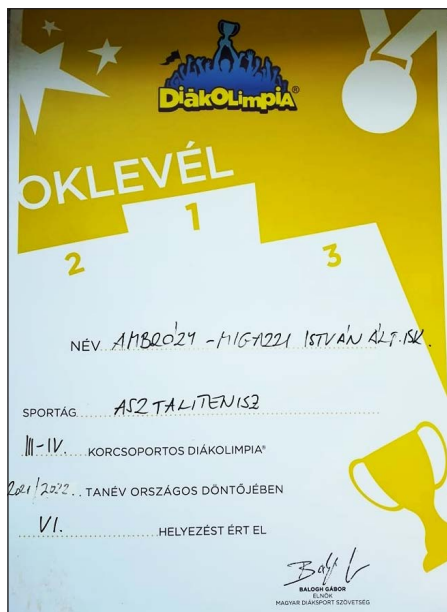 DiákOLimpiA®
OKLEVÉL
1
2
3
NÉV AMBRÓZY-MIGAZZI ISTVÁN ÁLT. ISK.
SPORTÁG ASZTALITENISZ
III-IV. KORCSOPORTOS DIÁKOLIMPIA®
2021/2022.. TANÉV ORSZÁGOS DÖNTŐJÉBEN
VI. HELYEZÉST ÉRT EL
BALOGH GÁBOR
ELNÖK
MAGYAR DIÁKSPORT SZÖVETSÉG